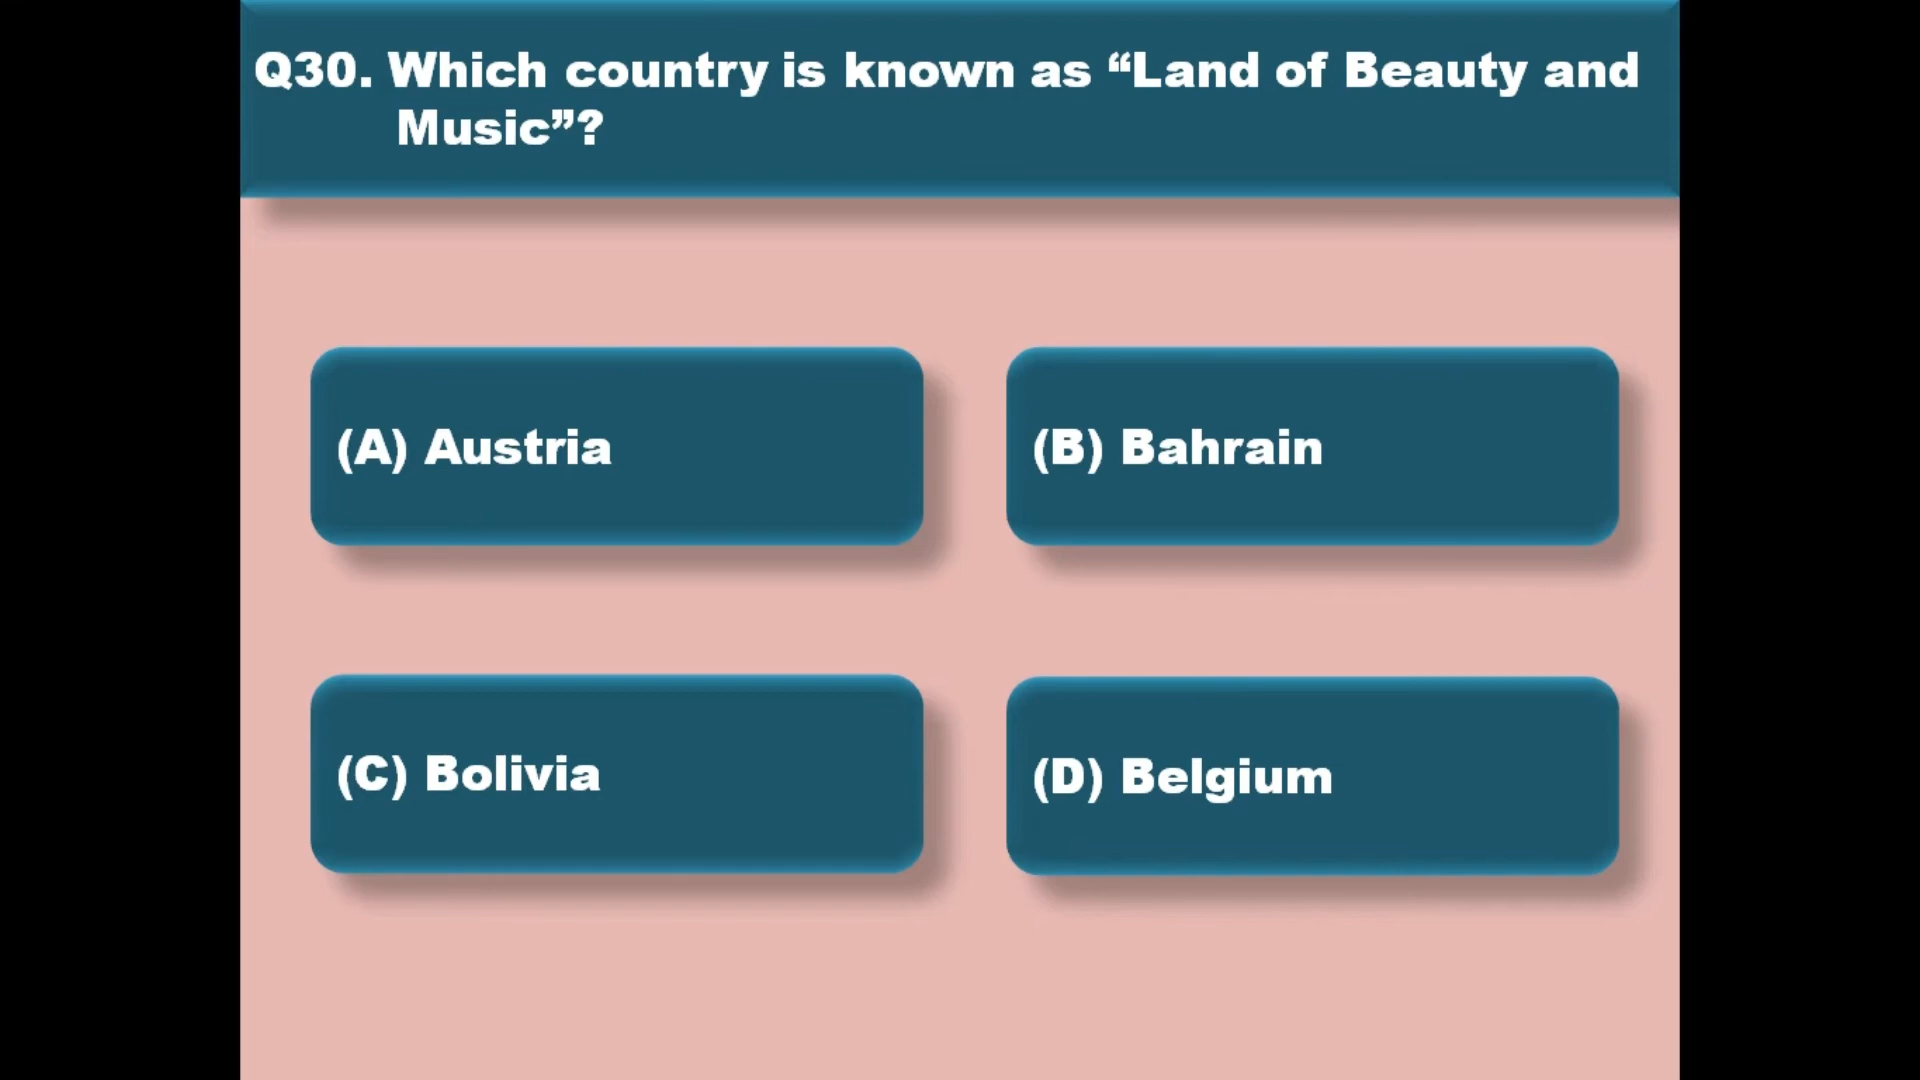 Q30. Which country is known as “Land of Beauty and
Music”?
(A) Austria
(B) Bahrain
(C) Bolivia
(D) Belgium